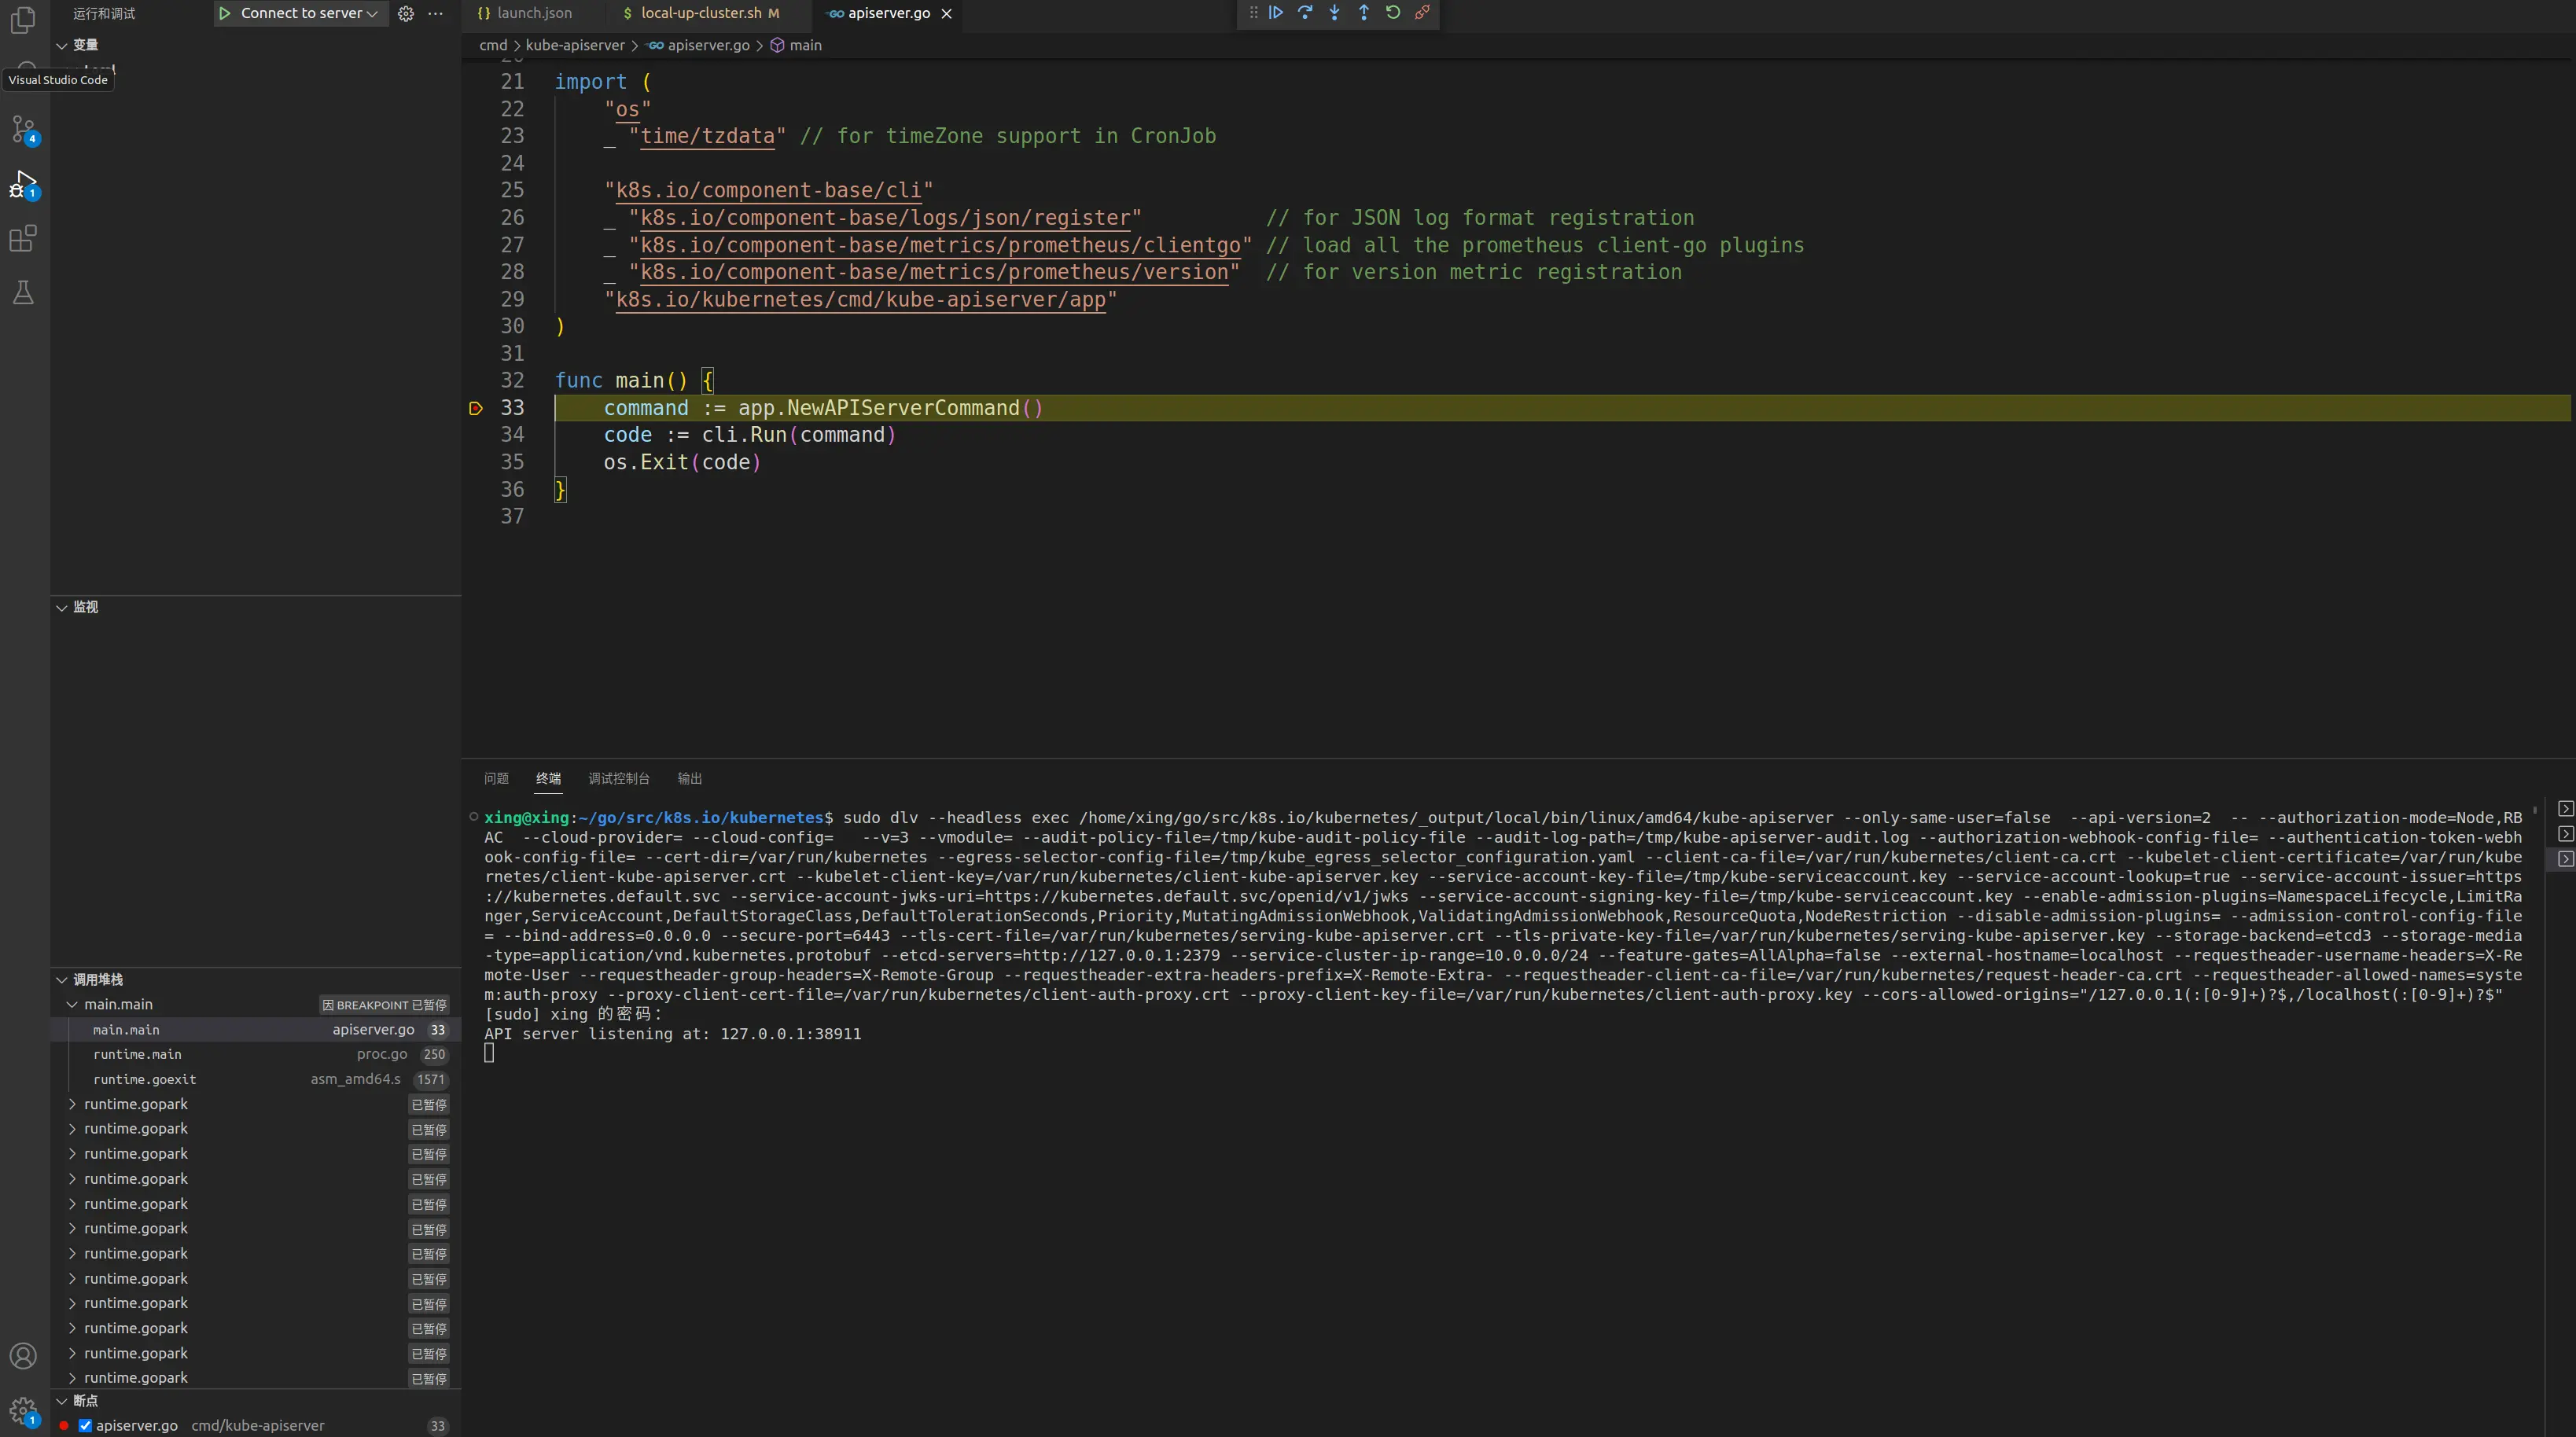 运行和调试
Connect to server
变量
Visual Studio Code
4
1
监视
调用堆栈
main.main 因 BREAKPOINT 已暂停
main.main apiserver.go 33
runtime.main proc.go 250
runtime.goexit asm_amd64.s 1571
runtime.gopark 已暂停
runtime.gopark 已暂停
runtime.gopark 已暂停
runtime.gopark 已暂停
runtime.gopark 已暂停
runtime.gopark 已暂停
runtime.gopark 已暂停
runtime.gopark 已暂停
runtime.gopark 已暂停
runtime.gopark 已暂停
runtime.gopark 已暂停
runtime.gopark 已暂停
断点
1
apiserver.go cmd/kube-apiserver 33
launch.json
local-up-cluster.sh M
apiserver.go
cmd > kube-apiserver > apiserver.go > main
21 import (
22 "os"
23 _ "time/tzdata" // for timeZone support in CronJob
24
25 "k8s.io/component-base/cli"
26 _ "k8s.io/component-base/logs/json/register" // for JSON log format registration
27 _ "k8s.io/component-base/metrics/prometheus/clientgo" // load all the prometheus client-go plugins
28 _ "k8s.io/component-base/metrics/prometheus/version" // for version metric registration
29 "k8s.io/kubernetes/cmd/kube-apiserver/app"
30 )
31
32 func main() {
33 command := app.NewAPIServerCommand()
34 code := cli.Run(command)
35 os.Exit(code)
36 }
37
问题 终端 调试控制台 输出
xing@xing:~/go/src/k8s.io/kubernetes$ sudo dlv --headless exec /home/xing/go/src/k8s.io/kubernetes/_output/local/bin/linux/amd64/kube-apiserver --only-same-user=false --api-version=2 -- --authorization-mode=Node,RB
AC --cloud-provider= --cloud-config= --v=3 --vmodule= --audit-policy-file=/tmp/kube-audit-policy-file --audit-log-path=/tmp/kube-apiserver-audit.log --authorization-webhook-config-file= --authentication-token-webh
ook-config-file= --cert-dir=/var/run/kubernetes --egress-selector-config-file=/tmp/kube_egress_selector_configuration.yaml --client-ca-file=/var/run/kubernetes/client-ca.crt --kubelet-client-certificate=/var/run/kube
rnetes/client-kube-apiserver.crt --kubelet-client-key=/var/run/kubernetes/client-kube-apiserver.key --service-account-key-file=/tmp/kube-serviceaccount.key --service-account-lookup=true --service-account-issuer=https
://kubernetes.default.svc --service-account-jwks-uri=https://kubernetes.default.svc/openid/v1/jwks --service-account-signing-key-file=/tmp/kube-serviceaccount.key --enable-admission-plugins=NamespaceLifecycle,LimitRa
nger,ServiceAccount,DefaultStorageClass,DefaultTolerationSeconds,Priority,MutatingAdmissionWebhook,ValidatingAdmissionWebhook,ResourceQuota,NodeRestriction --disable-admission-plugins= --admission-control-config-file
= --bind-address=0.0.0.0 --secure-port=6443 --tls-cert-file=/var/run/kubernetes/serving-kube-apiserver.crt --tls-private-key-file=/var/run/kubernetes/serving-kube-apiserver.key --storage-backend=etcd3 --storage-media
-type=application/vnd.kubernetes.protobuf --etcd-servers=http://127.0.0.1:2379 --service-cluster-ip-range=10.0.0.0/24 --feature-gates=AllAlpha=false --external-hostname=localhost --requestheader-username-headers=X-Re
mote-User --requestheader-group-headers=X-Remote-Group --requestheader-extra-headers-prefix=X-Remote-Extra- --requestheader-client-ca-file=/var/run/kubernetes/request-header-ca.crt --requestheader-allowed-names=syste
m:auth-proxy --proxy-client-cert-file=/var/run/kubernetes/client-auth-proxy.crt --proxy-client-key-file=/var/run/kubernetes/client-auth-proxy.key --cors-allowed-origins="/127.0.0.1(:[0-9]+)?$,/localhost(:[0-9]+)?$"
[sudo] xing 的密码：
API server listening at: 127.0.0.1:38911